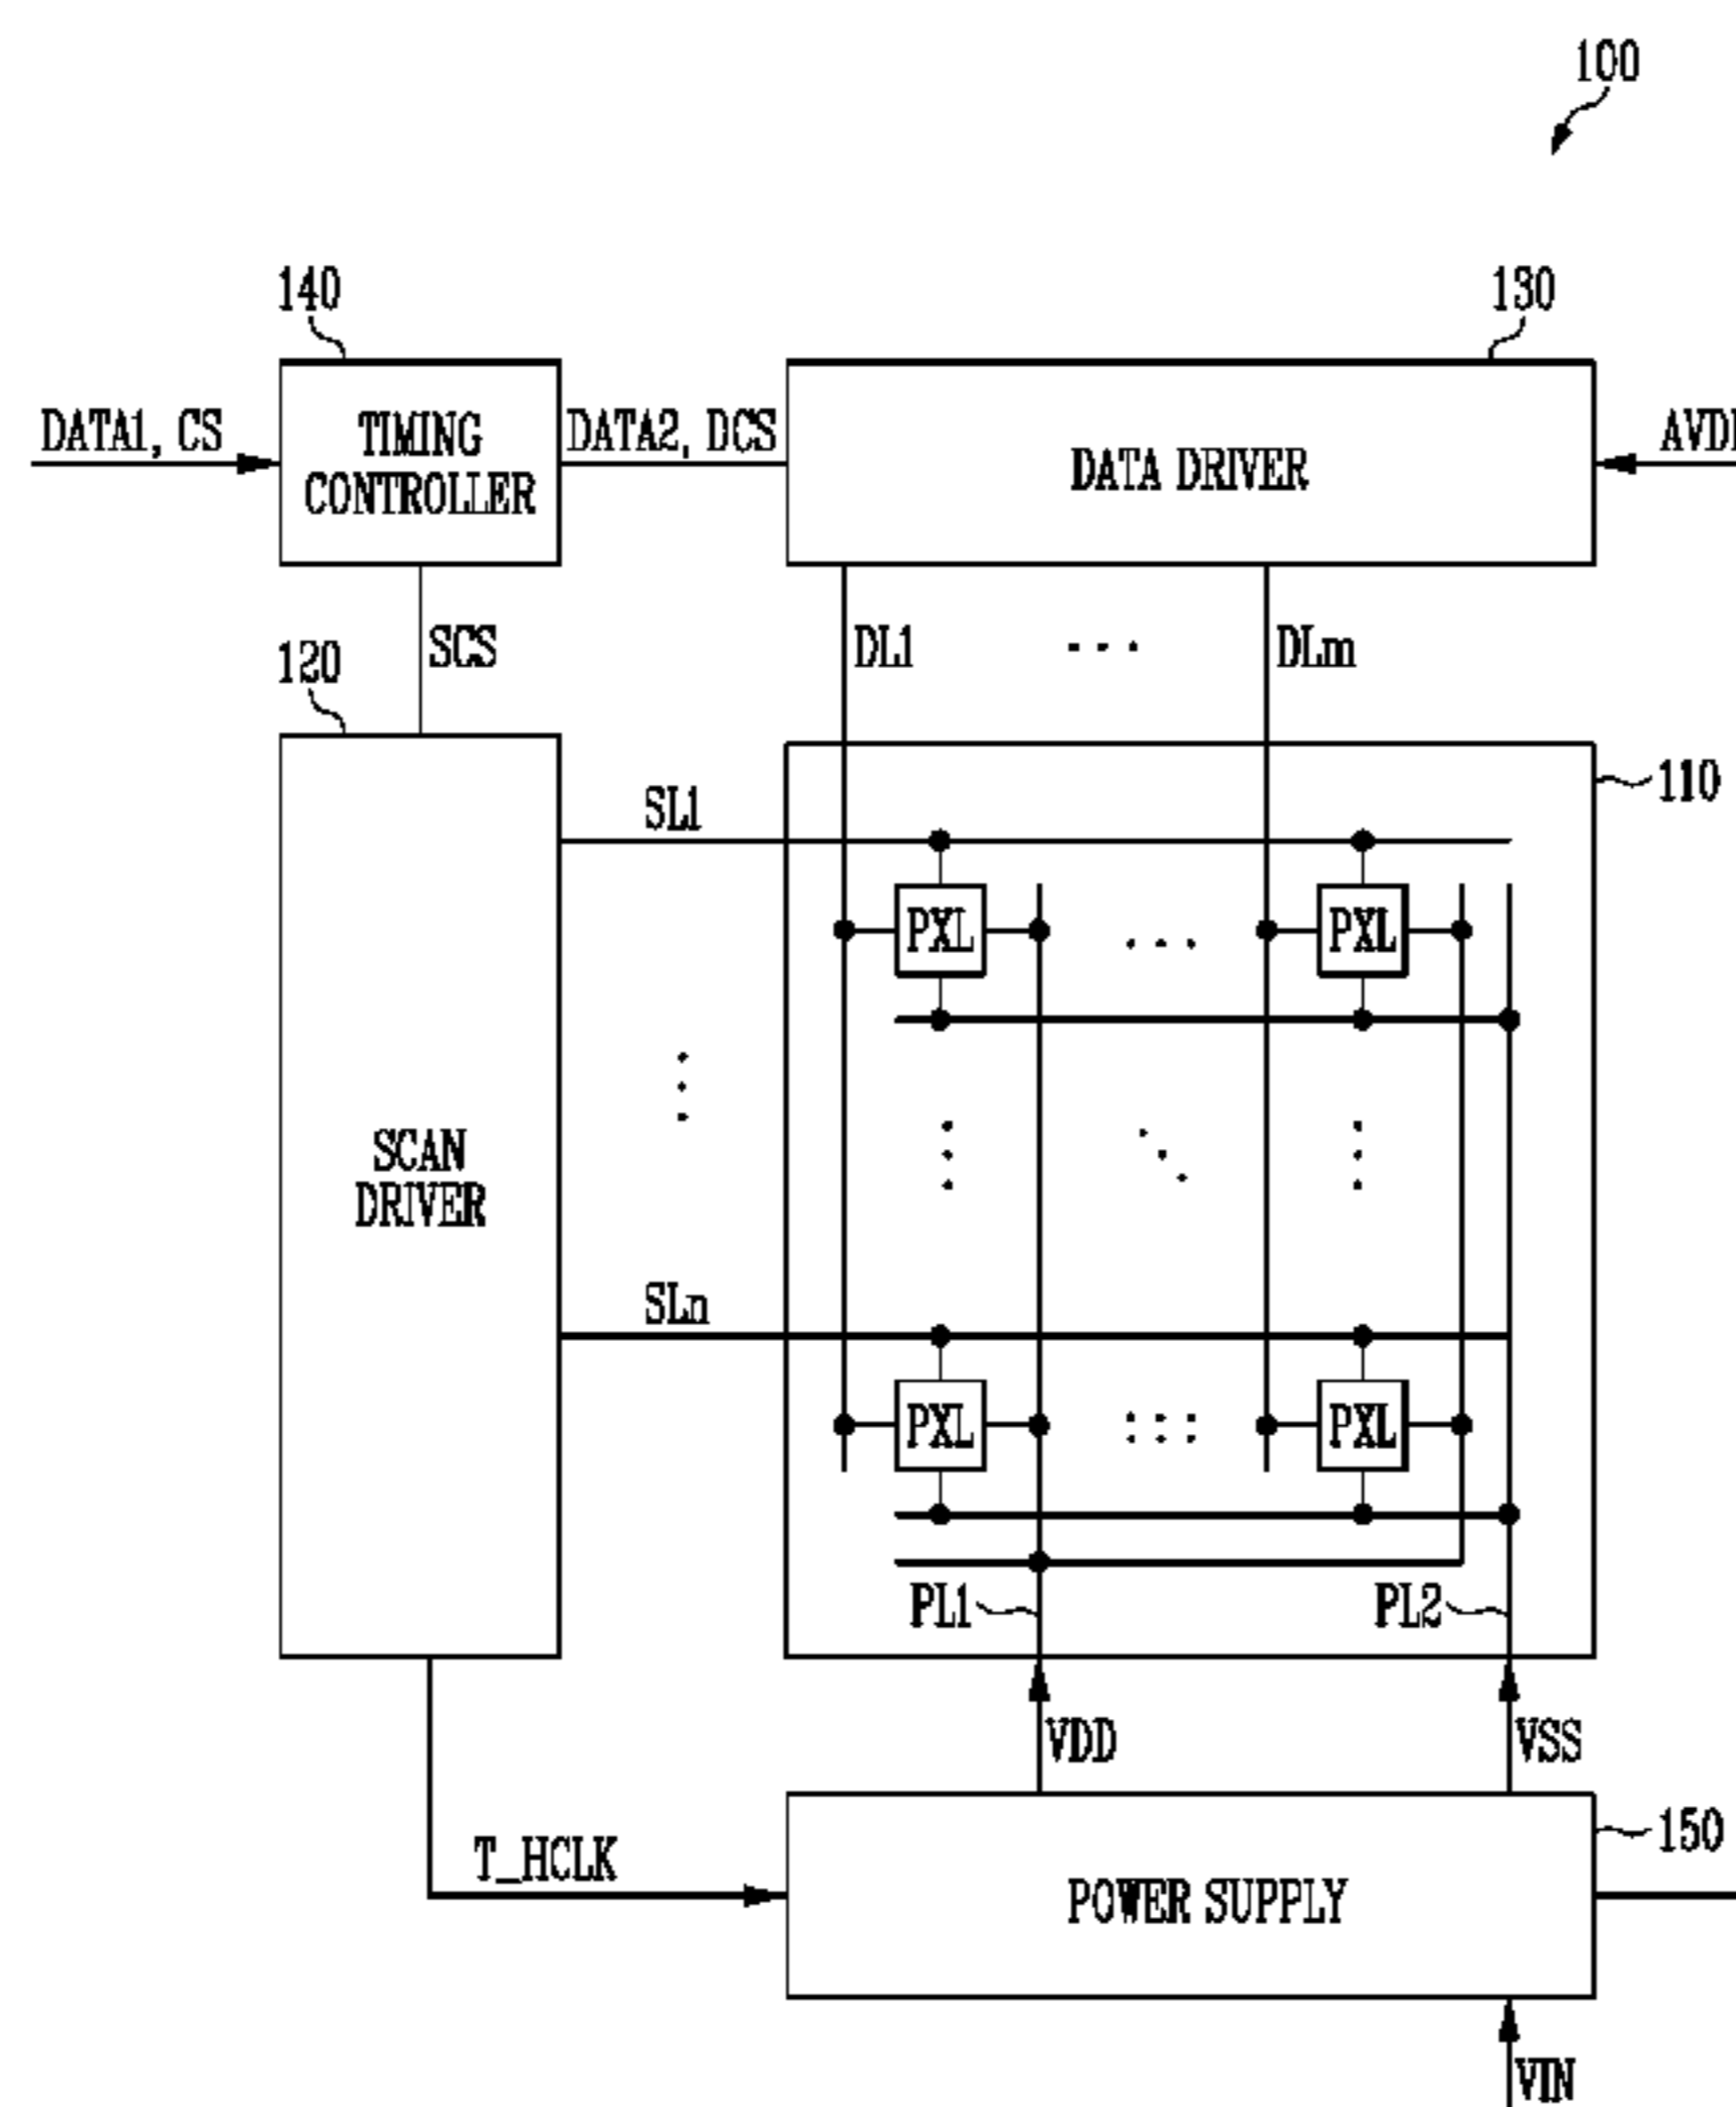 100
140
130
DATA1, CS
TIMING
CONTROLLER
DATA2, DCS
DATA DRIVER
SCS
DL1
DLm
120
110
SL1
PXL
PXL
SCAN
DRIVER
SLn
PXL
PXL
PL1
PL2
VDD
VSS
150
T_HCLK
POWER SUPPLY
VIN